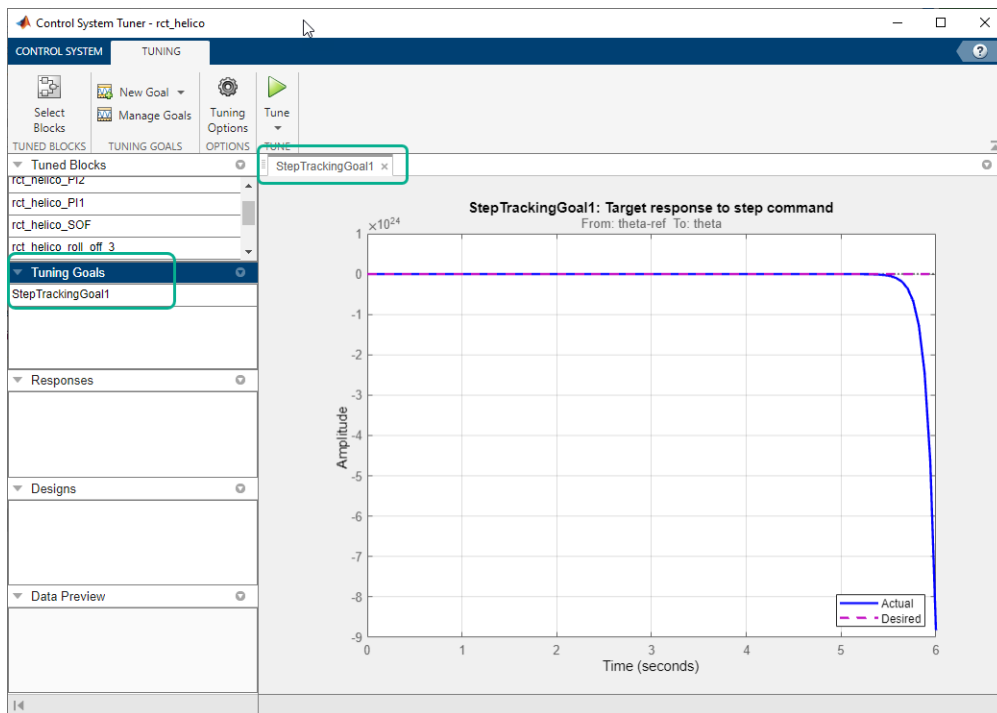 Control System Tuner - rct_helico
CONTROL SYSTEM TUNING
?
Select Blocks
New Goal
Manage Goals
Tuning Options
Tune
TUNED BLOCKS TUNING GOALS OPTIONS TUNE
Tuned Blocks
rct_helico_PI2
rct_helico_PI1
rct_helico_SOF
rct_helico_roll_off_3
Tuning Goals
StepTrackingGoal1
Responses
Designs
Data Preview
StepTrackingGoal1 ×
StepTrackingGoal1: Target response to step command
From: theta-ref To: theta
×10^24
1
0
-1
-2
-3
-4
-5
-6
-7
-8
-9
Amplitude
0 1 2 3 4 5 6
Time (seconds)
Actual
Desired